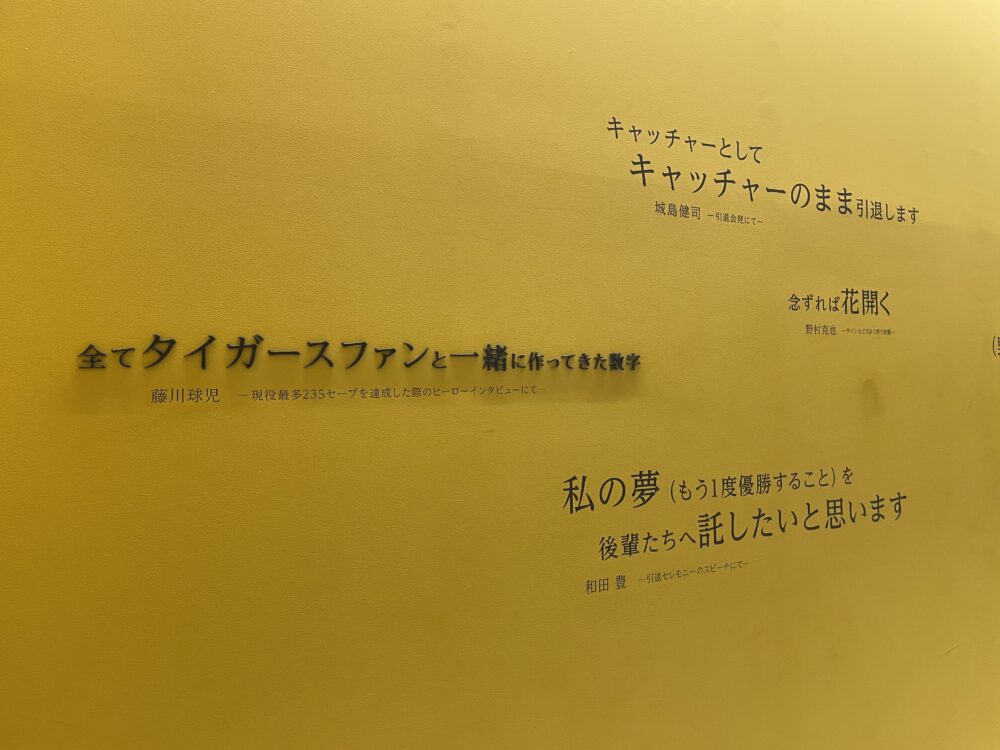 キャッチャーとして
キャッチャーのまま引退します
城島健司 ―引退会見にて―
念ずれば花開く
野村克也
全てタイガースファンと一緒に作ってきた数字
藤川球児 ―現役最多235セーブを達成した際のヒーローインタビューにて―
私の夢(もう1度優勝すること)を
後輩たちへ託したいと思います
和田 豊 ―引退セレモニーのスピーチにて―